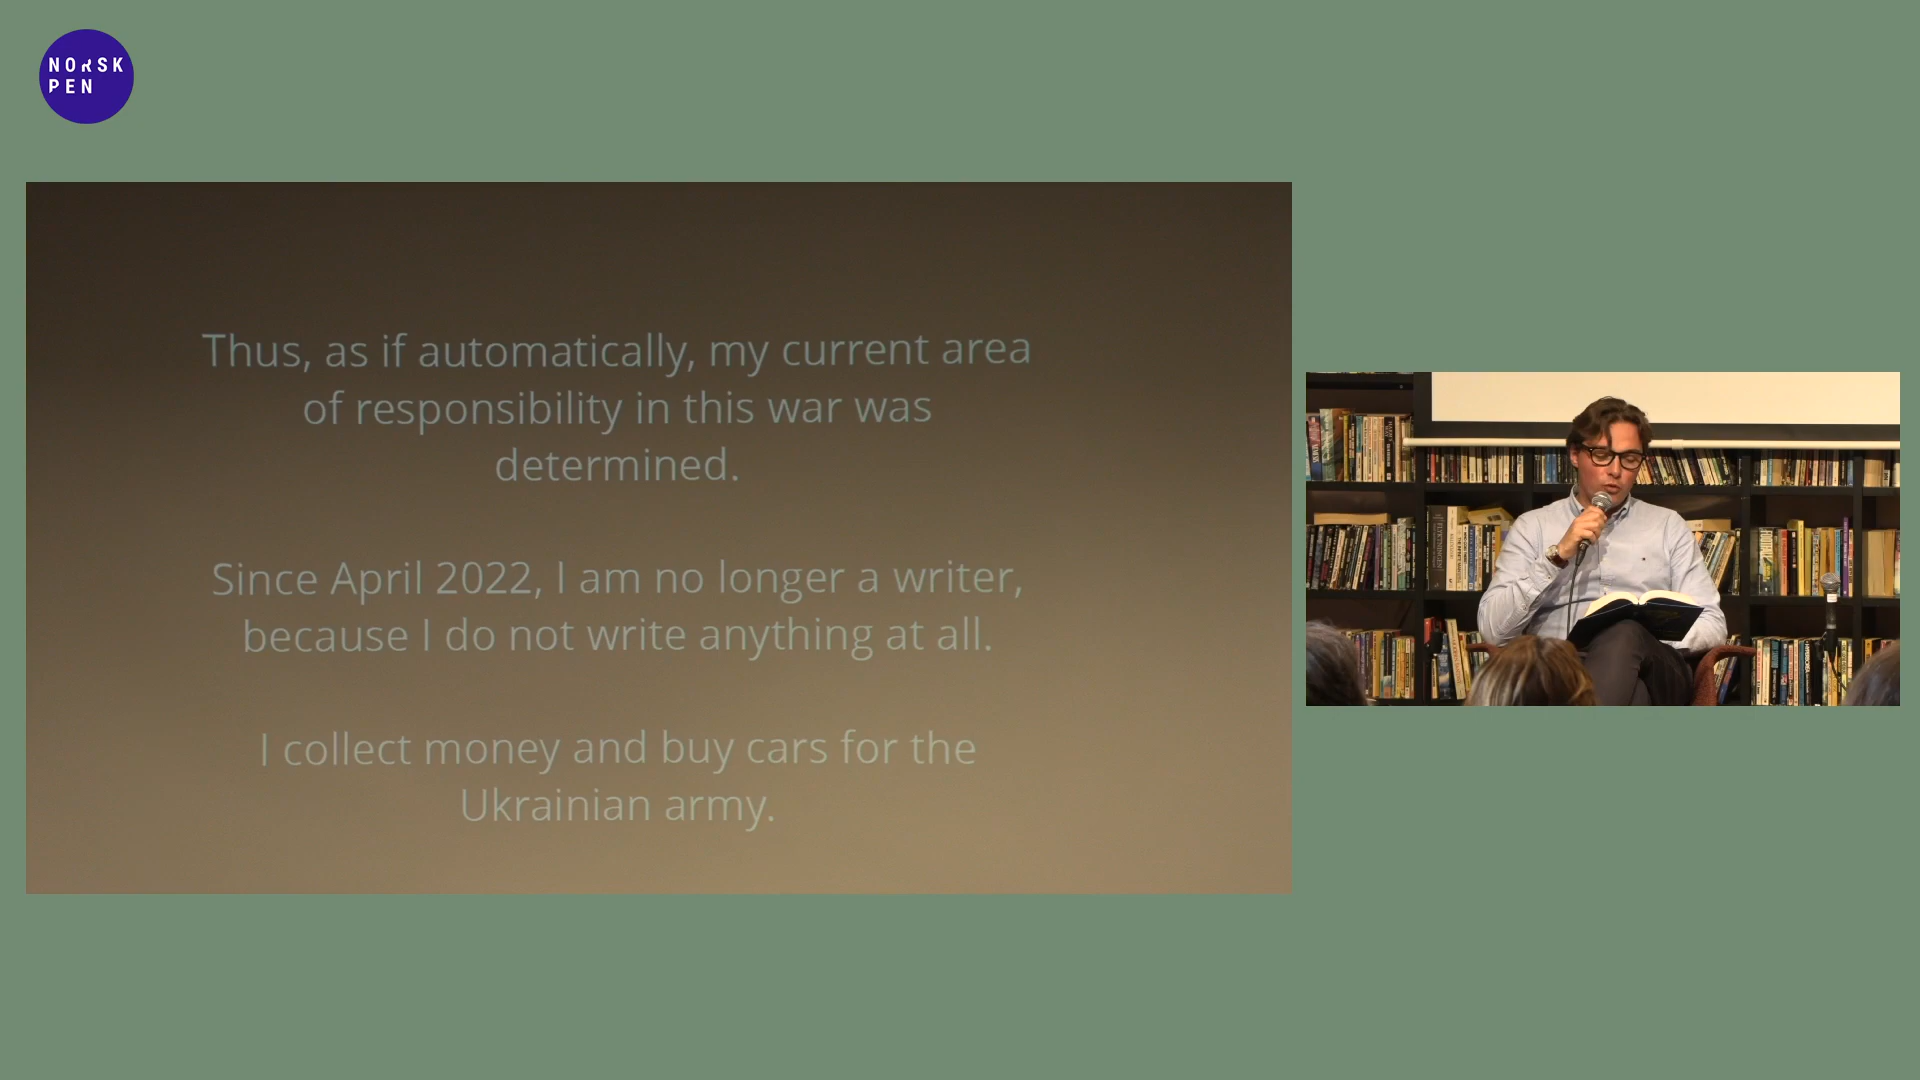 NORSK
PEN
Thus, as if automatically, my current area
of responsibility in this war was
determined.
Since April 2022, I am no longer a writer,
because I do not write anything at all.
I collect money and buy cars for the
Ukrainian army.